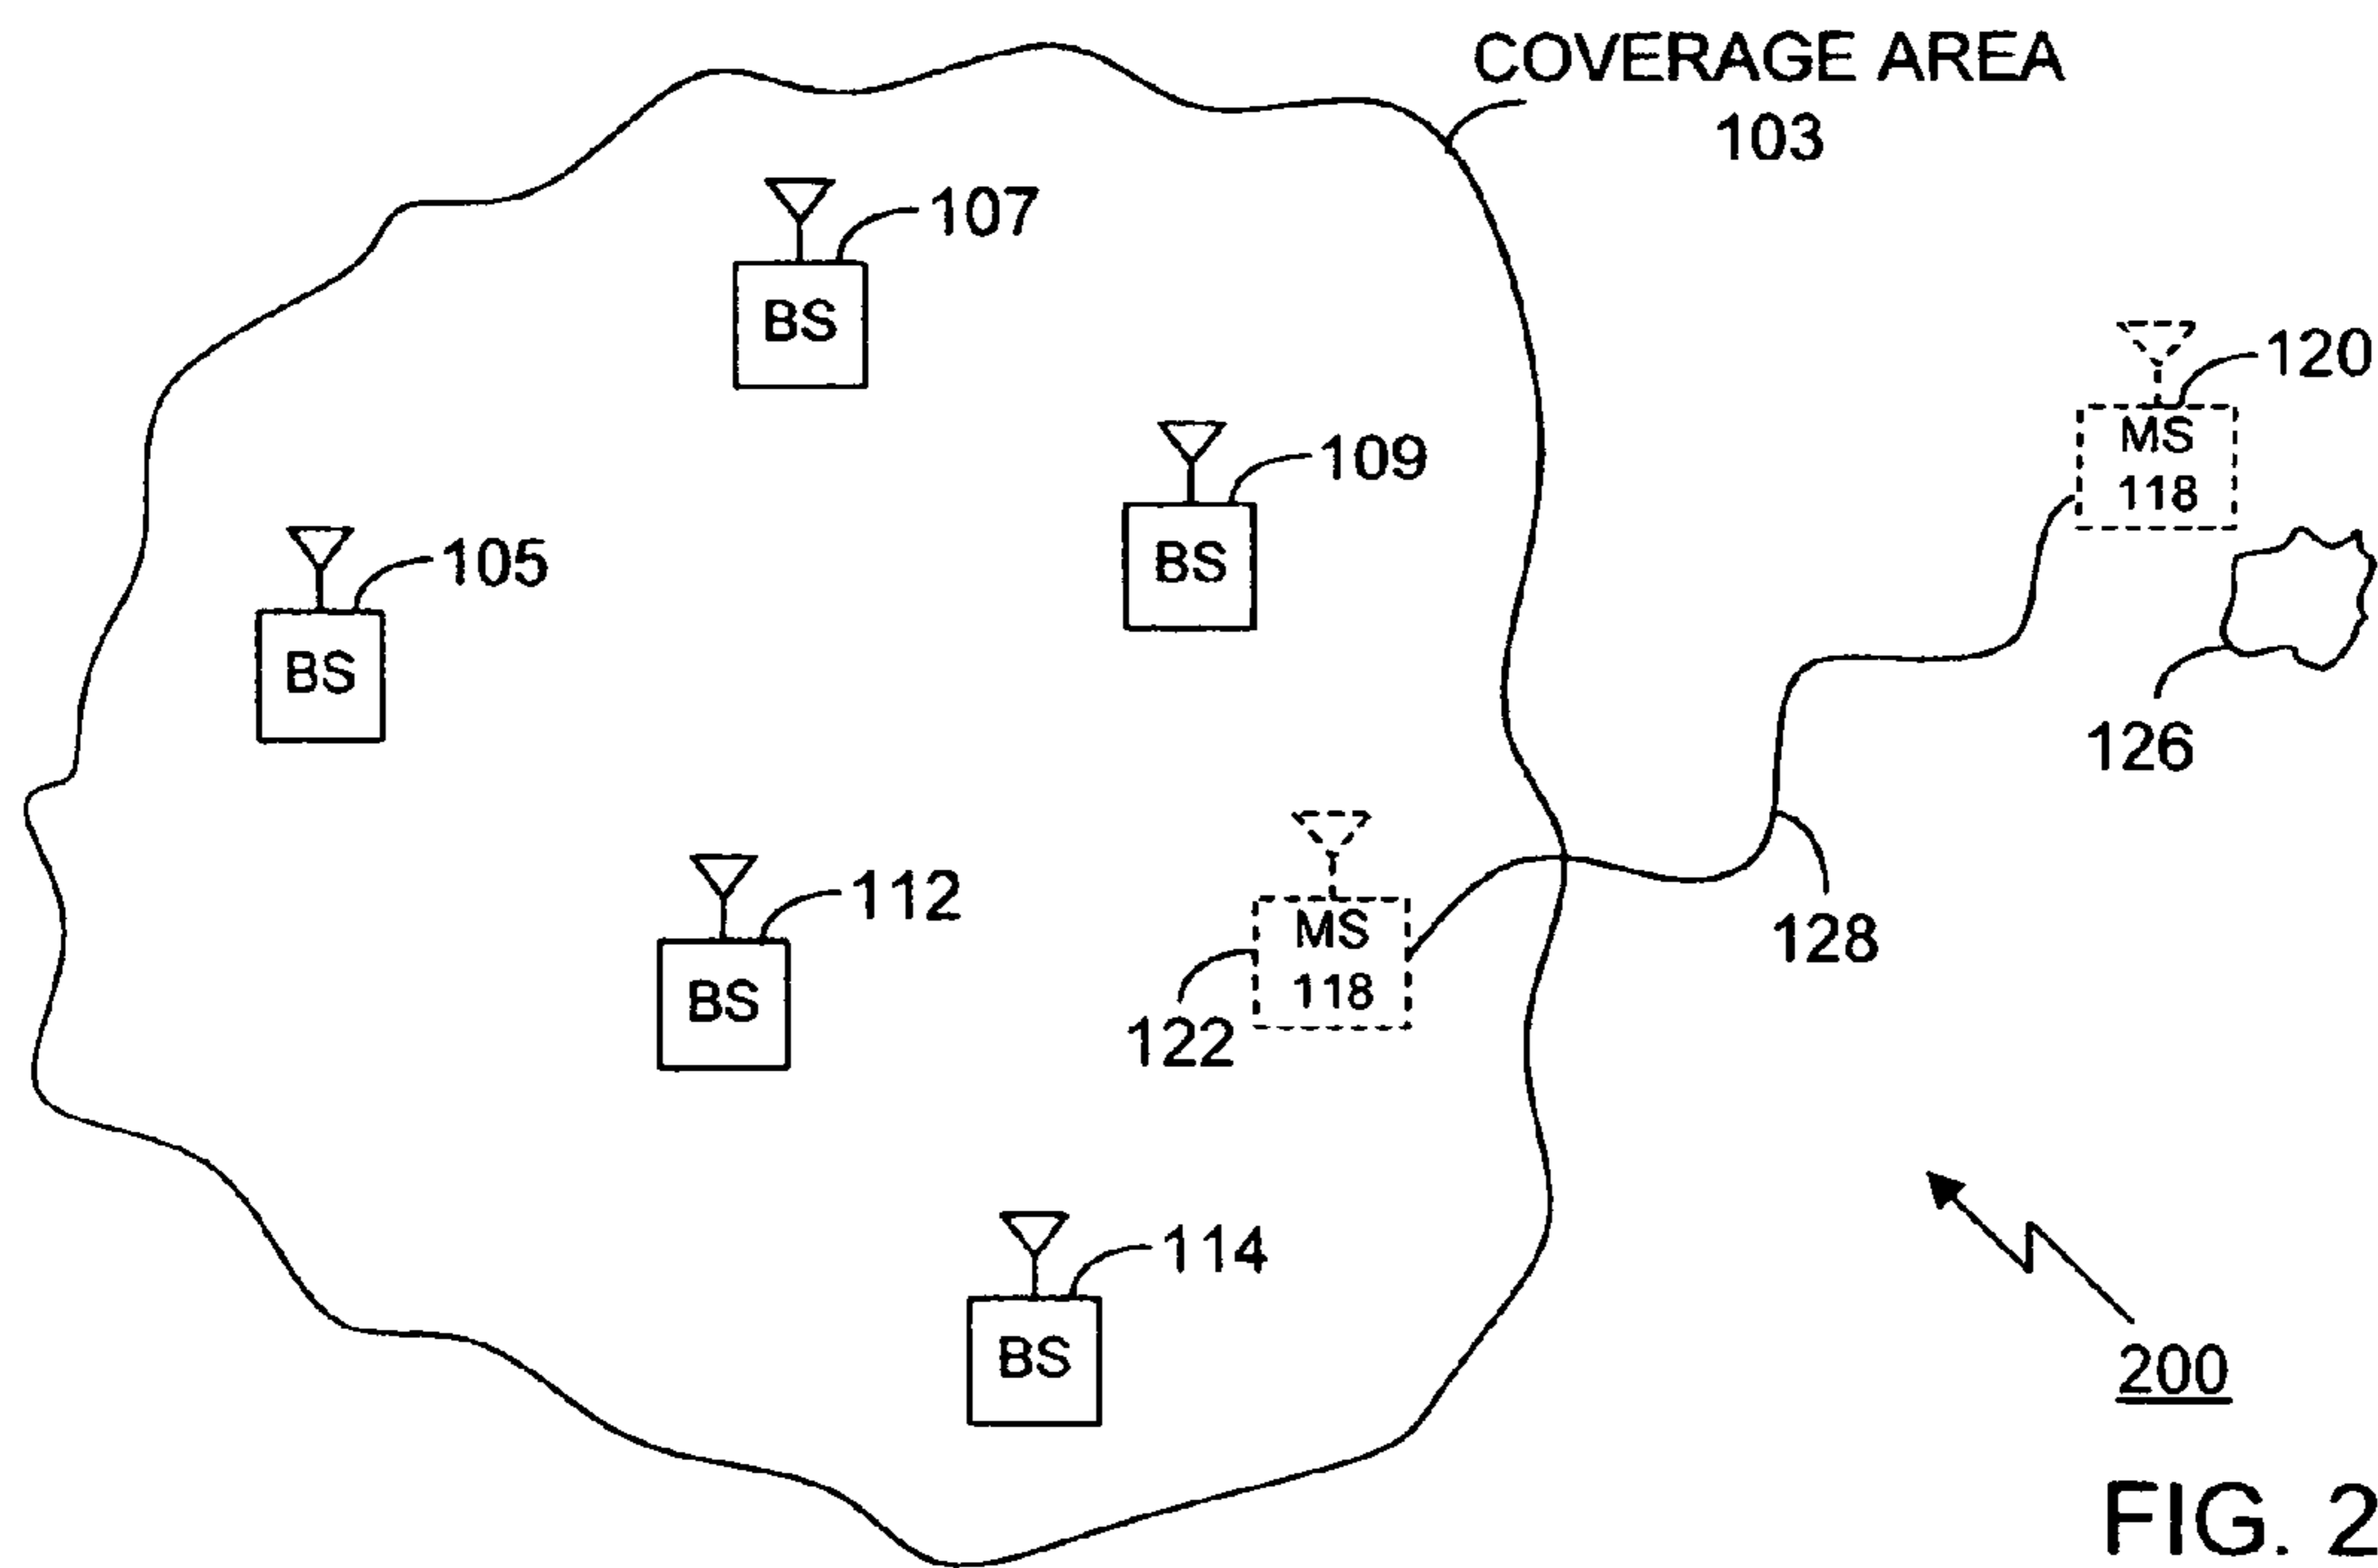 COVERAGE AREA
103
107
BS
120
MS
118
109
BS
105
BS
126
112
BS
MS
118
122
128
114
BS
200
FIG. 2